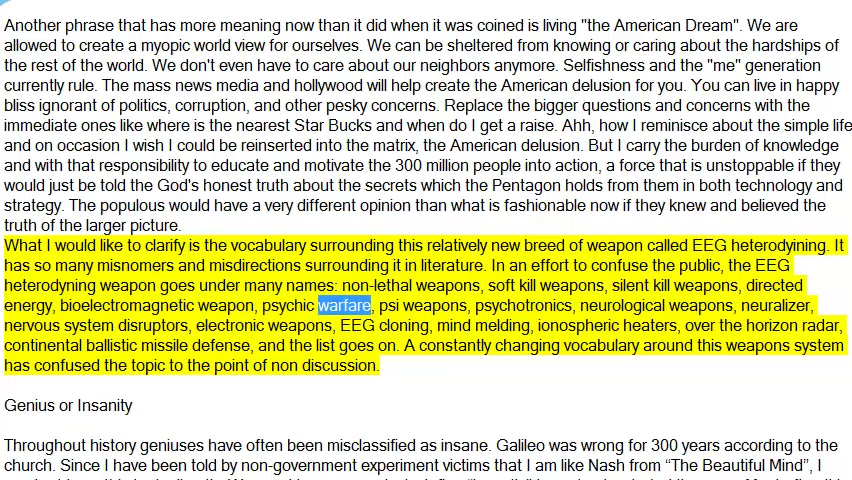 Another phrase that has more meaning now than it did when it was coined is living "the American Dream". We are
allowed to create a myopic world view for ourselves. We can be sheltered from knowing or caring about the hardships of
the rest of the world. We don't even have to care about our neighbors anymore. Selfishness and the "me" generation
currently rule. The mass news media and hollywood will help create the American delusion for you. You can live in happy
bliss ignorant of politics, corruption, and other pesky concerns. Replace the bigger questions and concerns with the
immediate ones like where is the nearest Star Bucks and when do I get a raise. Ahh, how I reminisce about the simple life
and on occasion I wish I could be reinserted into the matrix, the American delusion. But I carry the burden of knowledge
and with that responsibility to educate and motivate the 300 million people into action, a force that is unstoppable if they
would just be told the God's honest truth about the secrets which the Pentagon holds from them in both technology and
strategy. The populous would have a very different opinion than what is fashionable now if they knew and believed the
truth of the larger picture.
What I would like to clarify is the vocabulary surrounding this relatively new breed of weapon called EEG heterodyining. It
has so many misnomers and misdirections surrounding it in literature. In an effort to confuse the public, the EEG
heterodyning weapon goes under many names: non-lethal weapons, soft kill weapons, silent kill weapons, directed
energy, bioelectromagnetic weapon, psychic warfare, psi weapons, psychotronics, neurological weapons, neuralizer,
nervous system disruptors, electronic weapons, EEG cloning, mind melding, ionospheric heaters, over the horizon radar,
continental ballistic missile defense, and the list goes on. A constantly changing vocabulary around this weapons system
has confused the topic to the point of non discussion.
Genius or Insanity
Throughout history geniuses have often been misclassified as insane. Galileo was wrong for 300 years according to the
church. Since I have been told by non-government experiment victims that I am like Nash from “The Beautiful Mind”, I